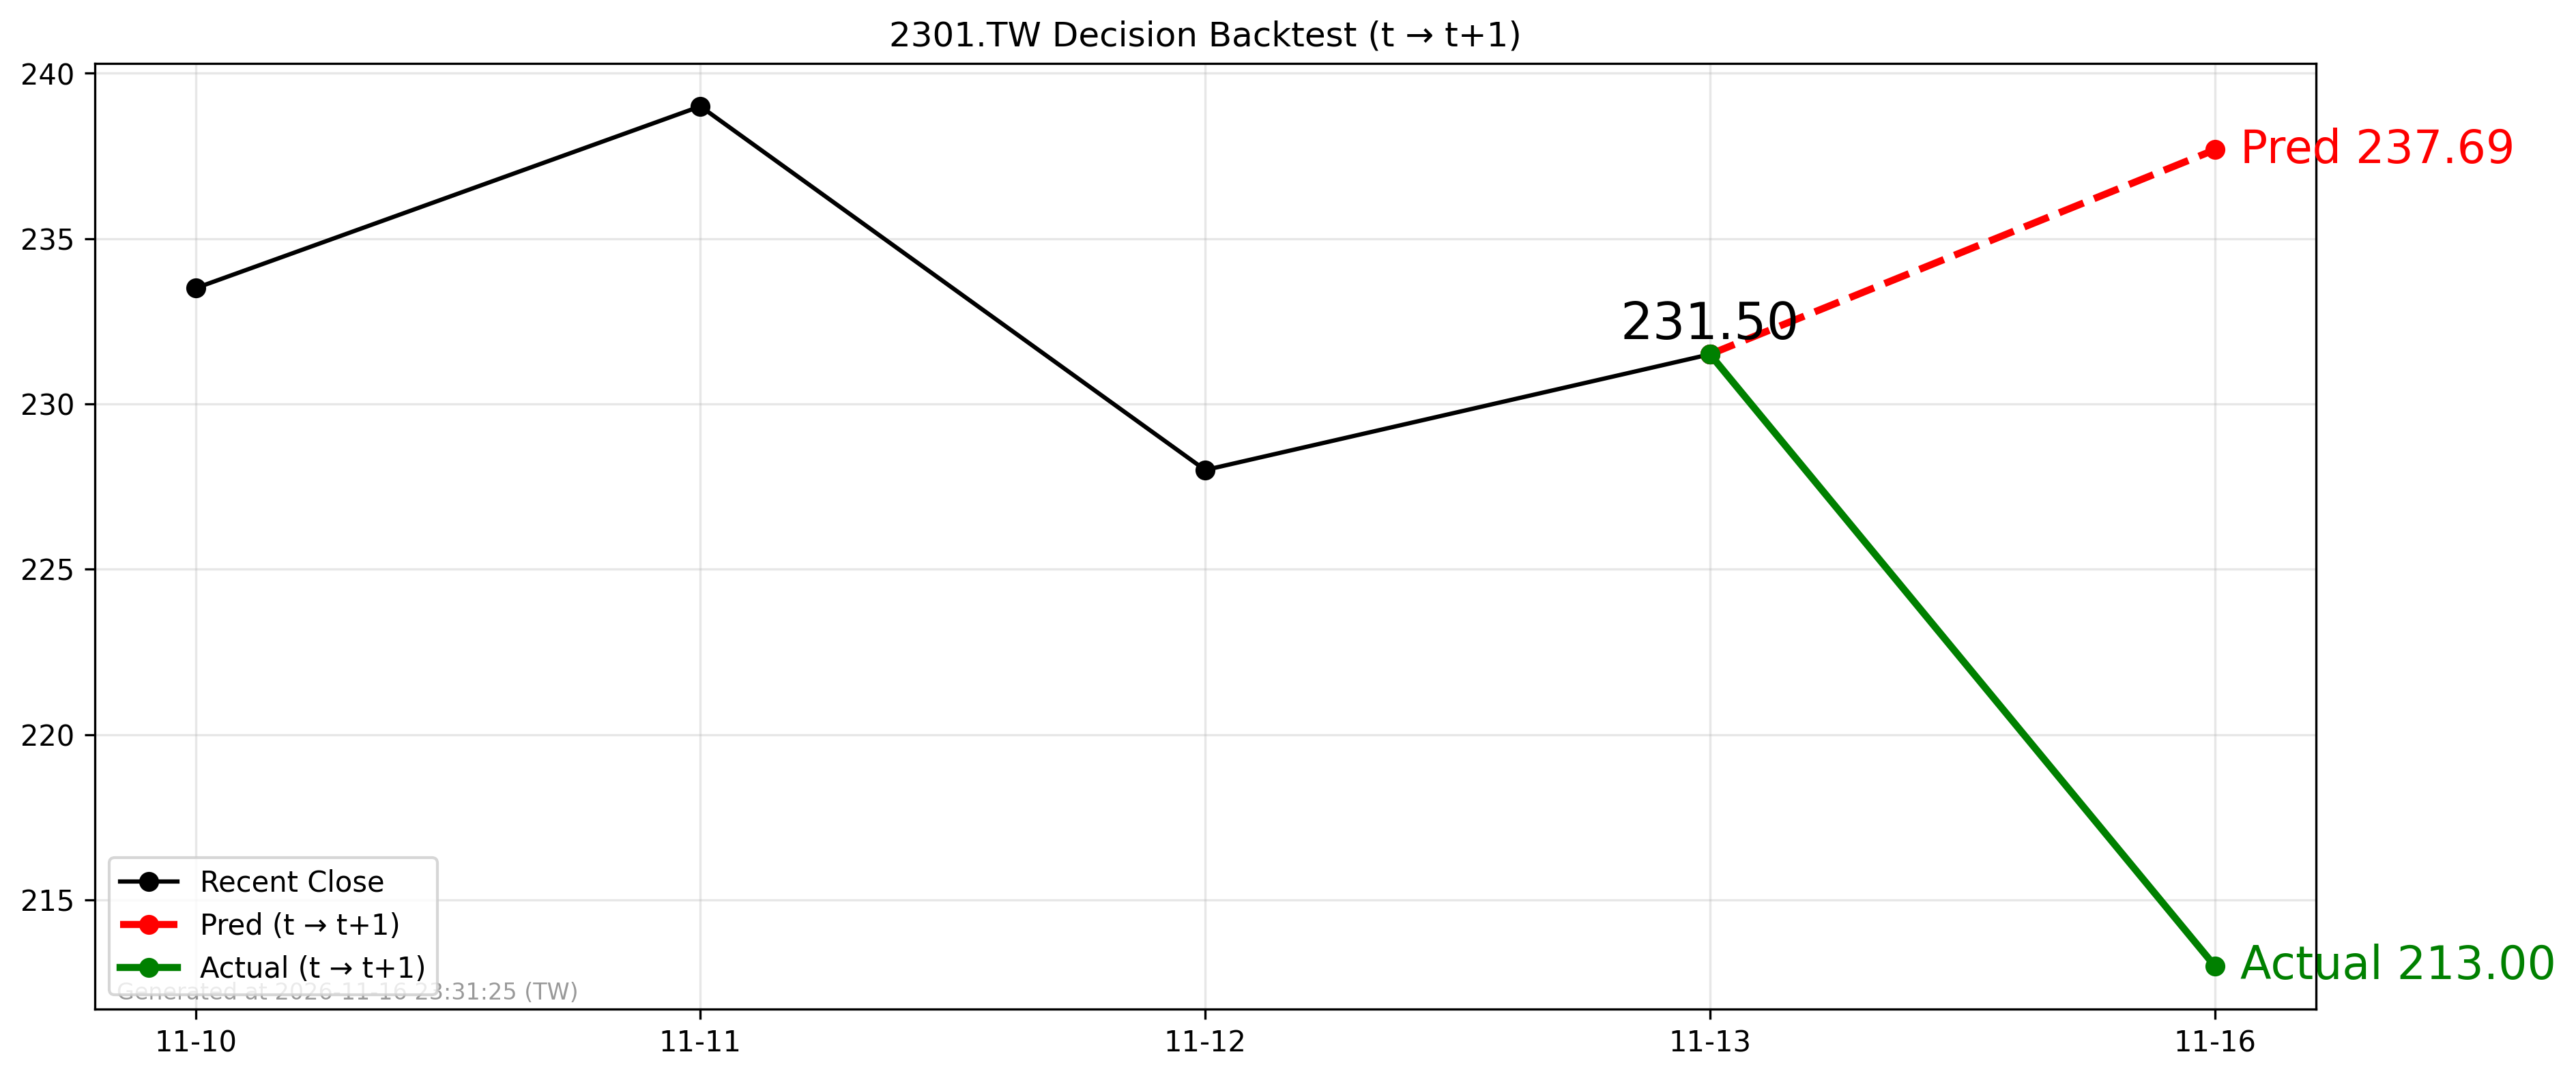 2301.TW Decision Backtest (t → t+1)
240
235
230
225
220
215
231.50
Pred 237.69
Actual 213.00
Recent Close
Pred (t → t+1)
Actual (t → t+1)
Generated at 2026-11-16 23:31:25 (TW)
11-10
11-11
11-12
11-13
11-16